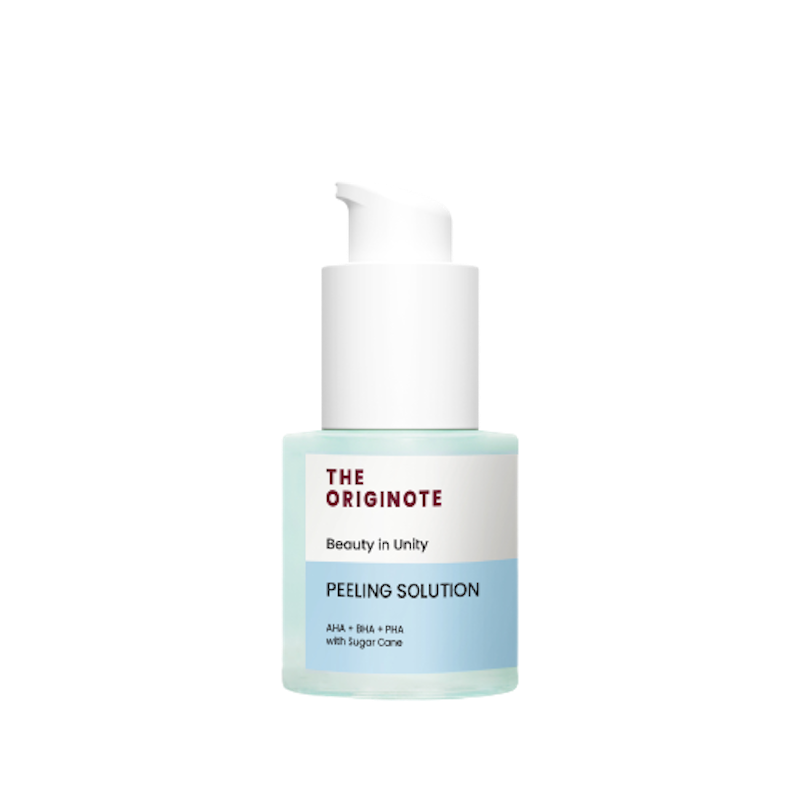 THE
ORIGINOTE
Beauty in Unity
PEELING SOLUTION
AHA + BHA + PHA
with Sugar Cane